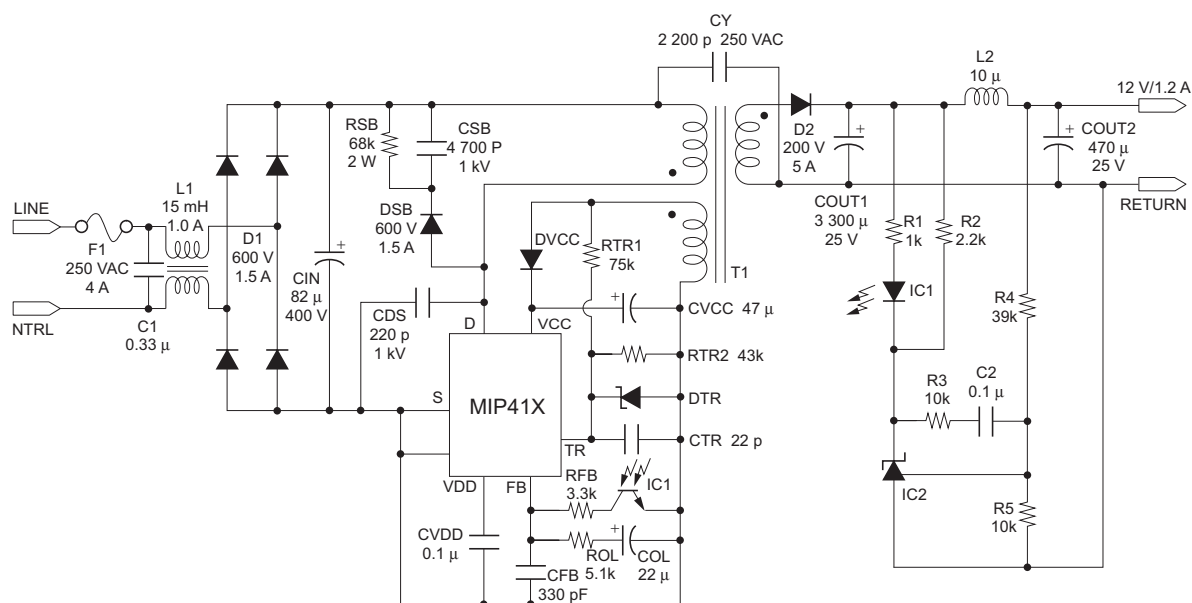 CY
2 200 p 250 VAC
L2
10 μ
12 V/1.2 A
RSB
68k
2 W
CSB
4 700 P
1 kV
D2
200 V
5 A
COUT2
470 μ
25 V
L1
15 mH
1.0 A
LINE
DSB
600 V
1.5 A
COUT1
3 300 μ
25 V
RETURN
F1
250 VAC
4 A
D1
600 V
1.5 A
CIN
82 μ
400 V
DVCC
RTR1
75k
T1
R1
1k
R2
2.2k
NTRL
C1
0.33 μ
CDS
220 p
1 kV
D
VCC
CVCC 47 μ
IC1
R4
39k
RTR2 43k
S
MIP41X
DTR
R3
10k
C2
0.1 μ
TR
CTR 22 p
VDD
FB
RFB
3.3k
IC1
IC2
R5
10k
CVDD
0.1 μ
CFB
330 pF
ROL
5.1k
COL
22 μ